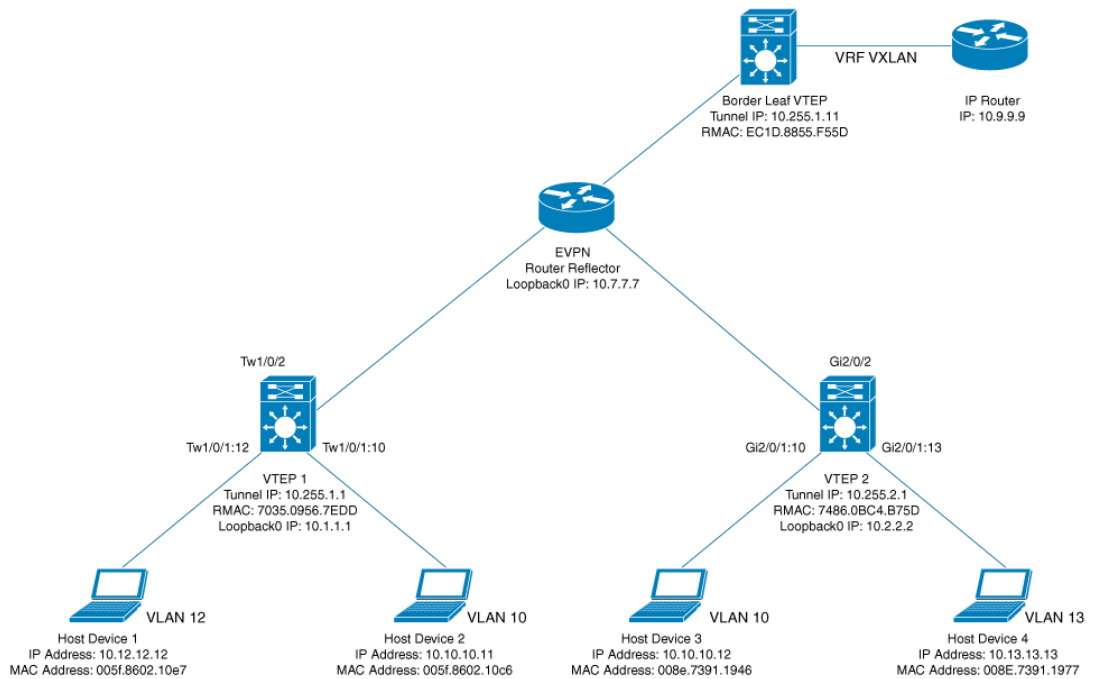 VRF VXLAN
Border Leaf VTEP
Tunnel IP: 10.255.1.11
RMAC: EC1D.8855.F55D
IP Router
IP: 10.9.9.9
EVPN
Router Reflector
Loopback0 IP: 10.7.7.7
Tw1/0/2
Gi2/0/2
Tw1/0/1:12
Tw1/0/1:10
Gi2/0/1:10
Gi2/0/1:13
VTEP 1
Tunnel IP: 10.255.1.1
RMAC: 7035.0956.7EDD
Loopback0 IP: 10.1.1.1
VTEP 2
Tunnel IP: 10.255.2.1
RMAC: 7486.0BC4.B75D
Loopback0 IP: 10.2.2.2
VLAN 12
VLAN 10
VLAN 10
VLAN 13
Host Device 1
IP Address: 10.12.12.12
MAC Address: 005f.8602.10e7
Host Device 2
IP Address: 10.10.10.11
MAC Address: 005f.8602.10c6
Host Device 3
IP Address: 10.10.10.12
MAC Address: 008e.7391.1946
Host Device 4
IP Address: 10.13.13.13
MAC Address: 008E.7391.1977